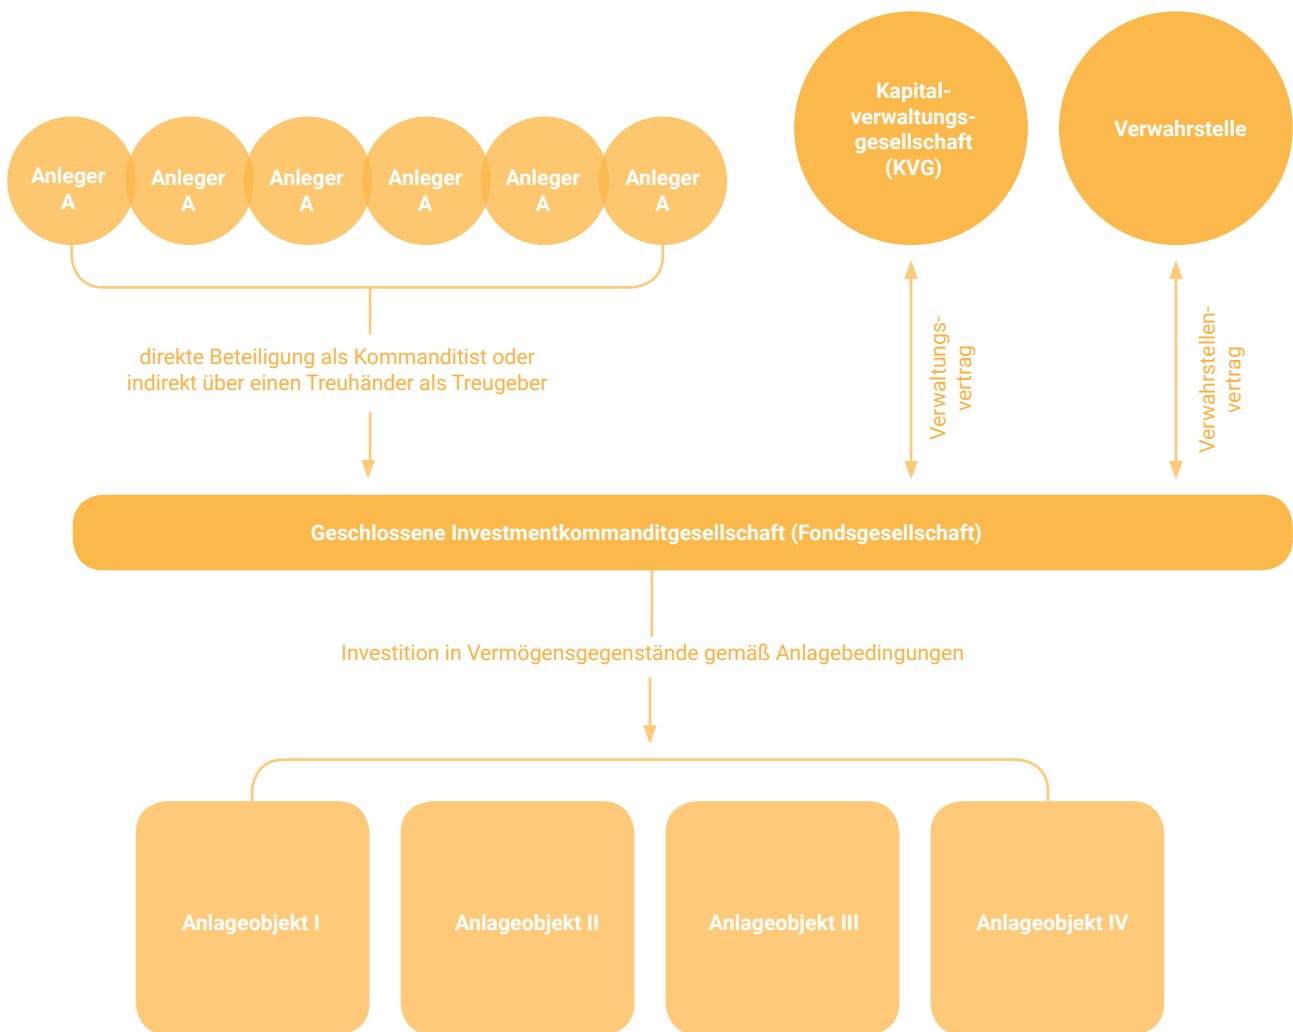 Anleger
A
Anleger
A
Anleger
A
Anleger
A
Anleger
A
Anleger
A
Kapital-
verwaltungs-
gesellschaft
(KVG)
Verwahrstelle
direkte Beteiligung als Kommanditist oder
indirekt über einen Treuhänder als Treugeber
Verwaltungs-
vertrag
Verwahrstellen-
vertrag
Geschlossene Investmentkommanditgesellschaft (Fondsgesellschaft)
Investition in Vermögensgegenstände gemäß Anlagebedingungen
Anlageobjekt I
Anlageobjekt II
Anlageobjekt III
Anlageobjekt IV